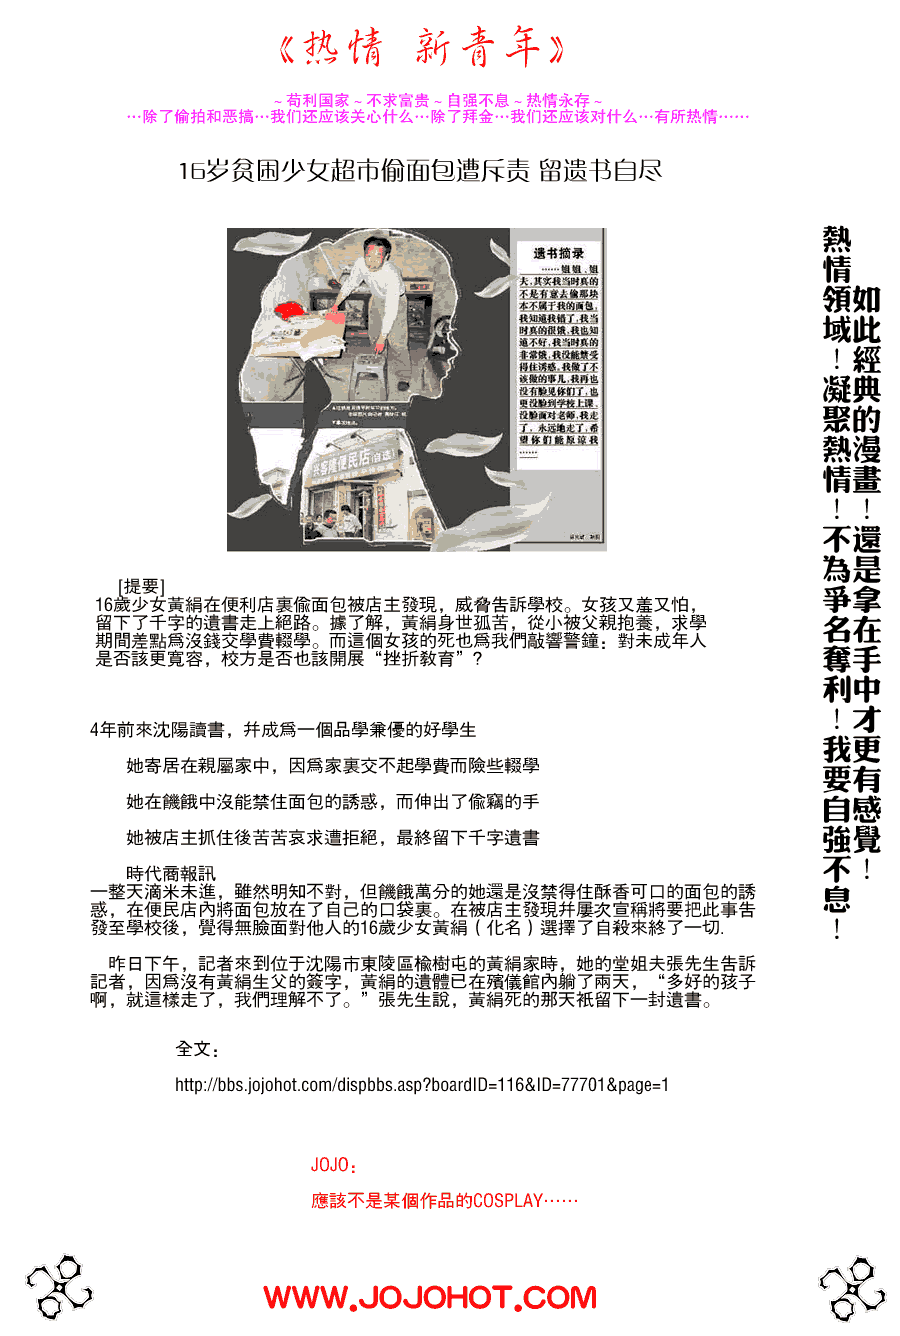 《热情 新青年》
~苟利国家~不求富贵~自强不息~热情永存~
…除了偷拍和恶搞…我们还应该关心什么…除了拜金…我们还应该对什么…有所热情……
16岁贫困少女超市偷面包遭斥责 留遗书自尽
遗书摘录
……姐姐、姐
夫,其实我当时真的
不是有意去偷那块
本不属于我的面包,
我知道我错了,我当
时真的很饿,我也知
道不好,我当时真的
非常饿,我没能禁受
得住诱惑。我做了不
该做的事儿,我再也
没有脸见你们了,也
更没脸到学校上课,
没脸面对老师,我走
了，永远地走了,希
望你们能原谅我
……
兴客隆便民店(自选)
[提要]
16歲少女黃絹在便利店裏偸面包被店主發現，威脅吿訴學校。女孩又羞又怕，
留下了千字的遺書走上絕路。據了解，黃絹身世孤苦，從小被父親抱養，求學
期間差點爲沒錢交學費輟學。而這個女孩的死也爲我們敲響警鐘：對未成年人
是否該更寬容，校方是否也該開展“挫折敎育”？
4年前來沈陽讀書，幷成爲一個品學兼優的好學生
她寄居在親屬家中，因爲家裏交不起學費而險些輟學
她在饑餓中沒能禁住面包的誘惑，而伸出了偸竊的手
她被店主抓住後苦苦哀求遭拒絕，最終留下千字遺書
時代商報訊
一整天滴米未進，雖然明知不對，但饑餓萬分的她還是沒禁得住酥香可口的面包的誘
惑，在便民店內將面包放在了自己的口袋裏。在被店主發現幷屢次宣稱將要把此事吿
發至學校後，覺得無臉面對他人的16歲少女黃絹（化名）選擇了自殺來終了一切.
昨日下午，記者來到位于沈陽市東陵區楡樹屯的黃絹家時，她的堂姐夫張先生吿訴
記者，因爲沒有黃絹生父的簽字，黃絹的遺體已在殯儀館內躺了兩天，“多好的孩子
啊，就這樣走了，我們理解不了。”張先生說，黃絹死的那天衹留下一封遺書。
全文：
http://bbs.jojohot.com/dispbbs.asp?boardID=116&ID=77701&page=1
JOJO：
應該不是某個作品的COSPLAY……
如此經典的漫畫！還是拿在手中才更有感覺！
熱情領域！凝聚熱情！不為爭名奪利！我要自強不息！
WWW.JOJOHOT.COM